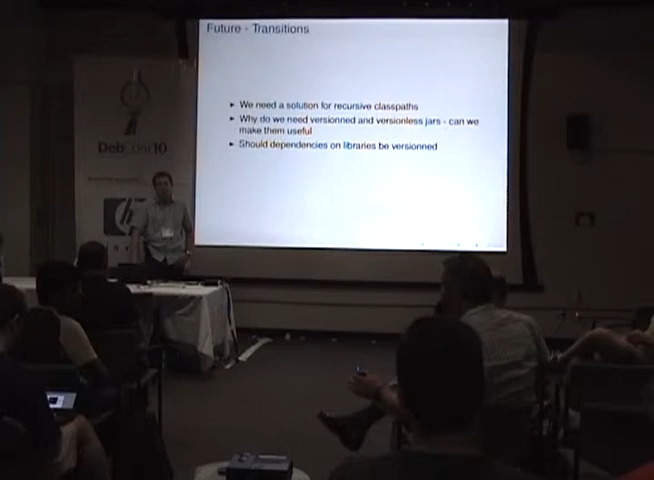 Future - Transitions
► We need a solution for recursive classpaths
► Why do we need versionned and versionless jars - can we
make them useful
► Should dependencies on libraries be versionned
DebConf10
hp